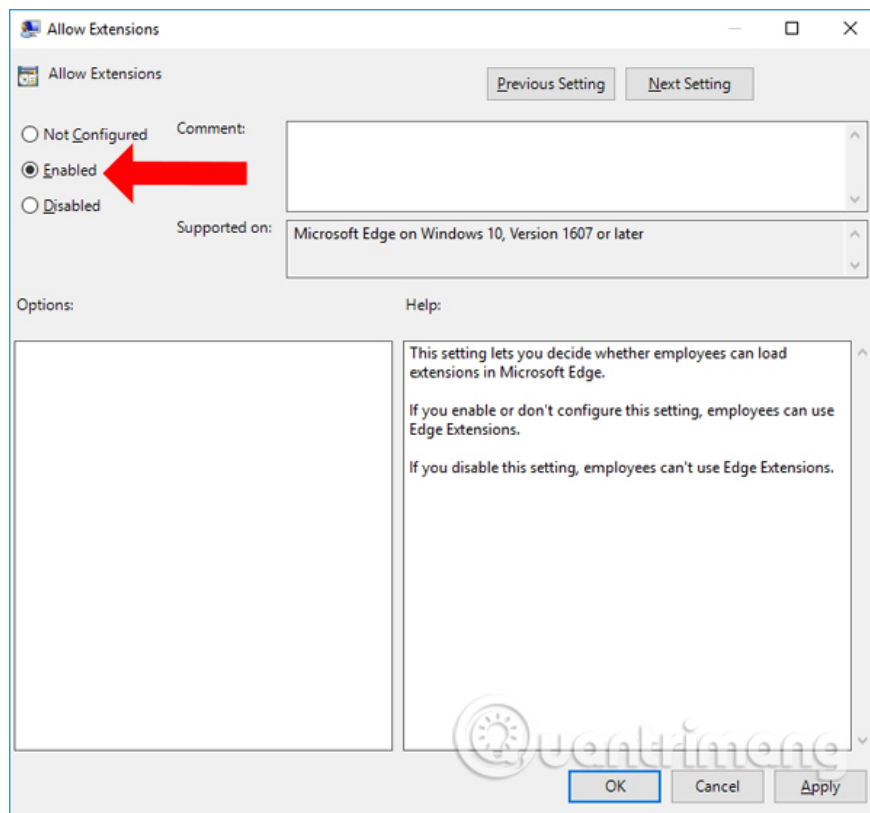 Allow Extensions
Allow Extensions
Previous Setting
Next Setting
Not Configured
Comment:
Enabled
Disabled
Supported on:
Microsoft Edge on Windows 10, Version 1607 or later
Options:
Help:
This setting lets you decide whether employees can load
extensions in Microsoft Edge.
If you enable or don't configure this setting, employees can use
Edge Extensions.
If you disable this setting, employees can't use Edge Extensions.
Quantrimang
OK
Cancel
Apply